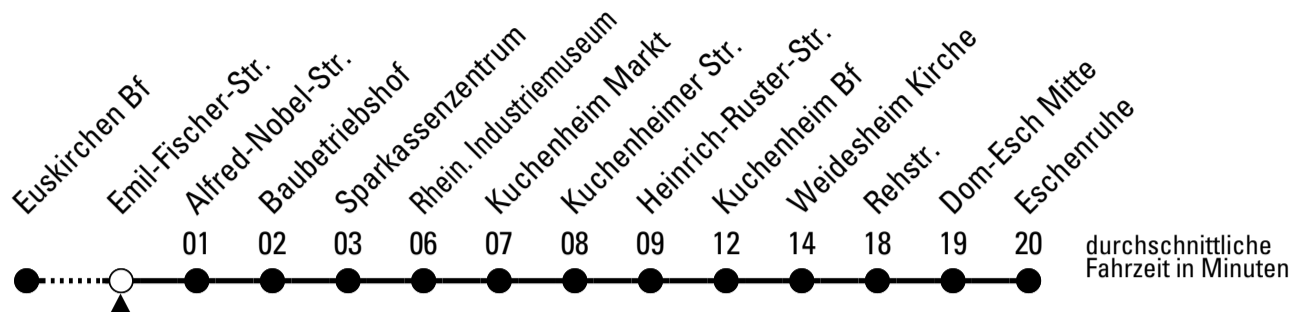 Euskirchen Bf
Emil-Fischer-Str.
Alfred-Nobel-Str.
Baubetriebshof
Sparkassenzentrum
Rhein. Industriemuseum
Kuchenheim Markt
Kuchenheimer Str.
Heinrich-Ruster-Str.
Kuchenheim Bf
Weidesheim Kirche
Rehstr.
Dom-Esch Mitte
Eschenruhe
01 02 03 06 07 08 09 12 14 18 19 20
durchschnittliche
Fahrzeit in Minuten